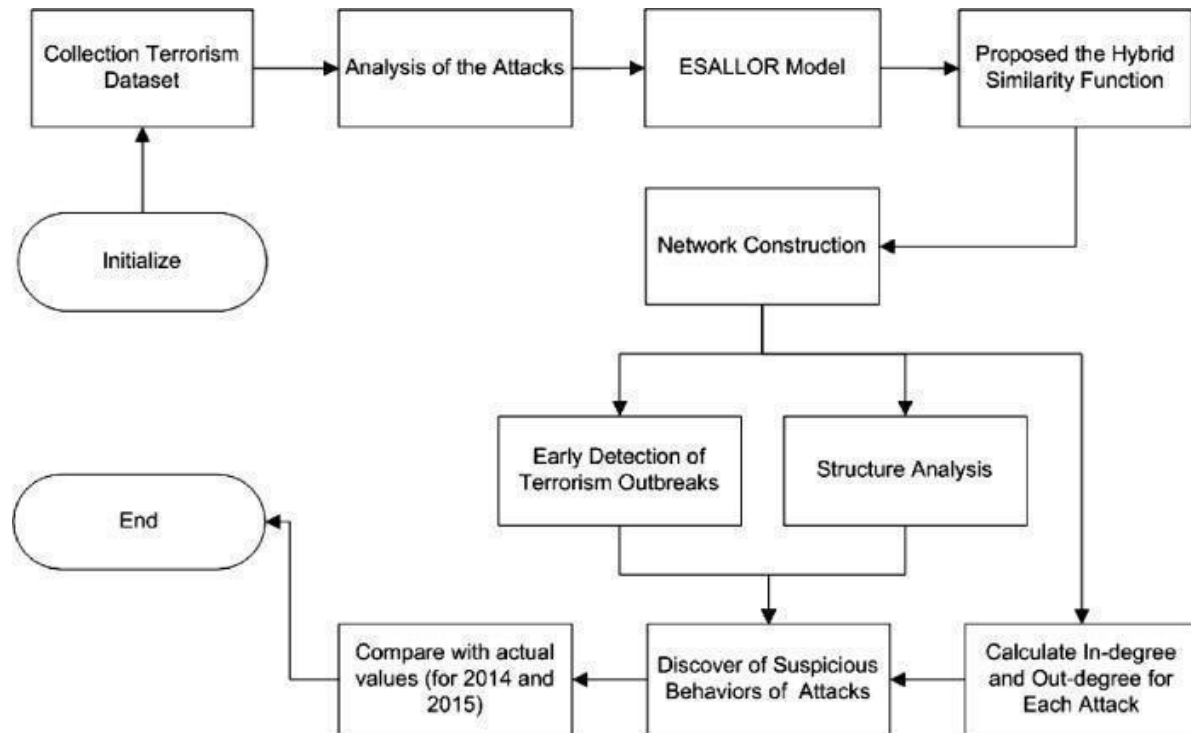 Collection Terrorism
Dataset
Analysis of the Attacks
ESALLOR Model
Proposed the Hybrid
Similarity Function
Initialize
Network Construction
Early Detection of
Terrorism Outbreaks
Structure Analysis
End
Compare with actual
values (for 2014 and
2015)
Discover of Suspicious
Behaviors of Attacks
Calculate In-degree
and Out-degree for
Each Attack